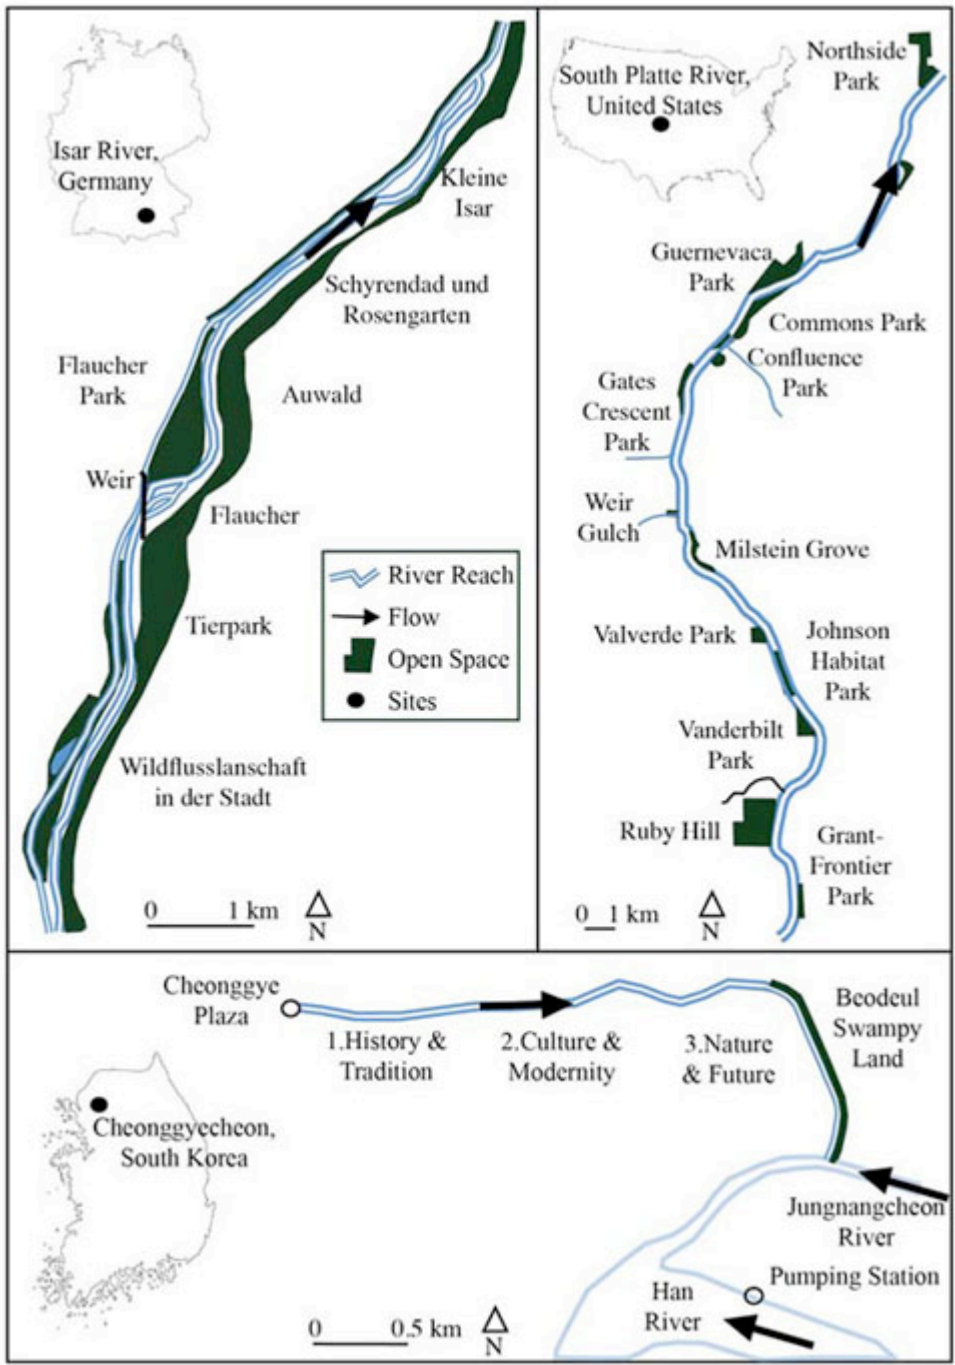 Isar River,
Germany
Kleine
Isar
Schyrendad und
Rosengarten
Flaucher
Park
Auwald
Weir
Flaucher
River Reach
Flow
Open Space
Sites
Tierpark
Wildflusslanschaft
in der Stadt
0 1 km
N
South Platte River,
United States
Northside
Park
Guernevaca
Park
Commons Park
Confluence
Park
Gates
Crescent
Park
Weir
Gulch
Milstein Grove
Valverde Park
Johnson
Habitat
Park
Vanderbilt
Park
Ruby Hill
Grant-
Frontier
Park
0 1 km
N
Cheonggye
Plaza
1.History &
Tradition
2.Culture &
Modernity
3.Nature
& Future
Beodeul
Swampy
Land
Cheonggyecheon,
South Korea
Jungnangcheon
River
Pumping Station
Han
River
0 0.5 km
N